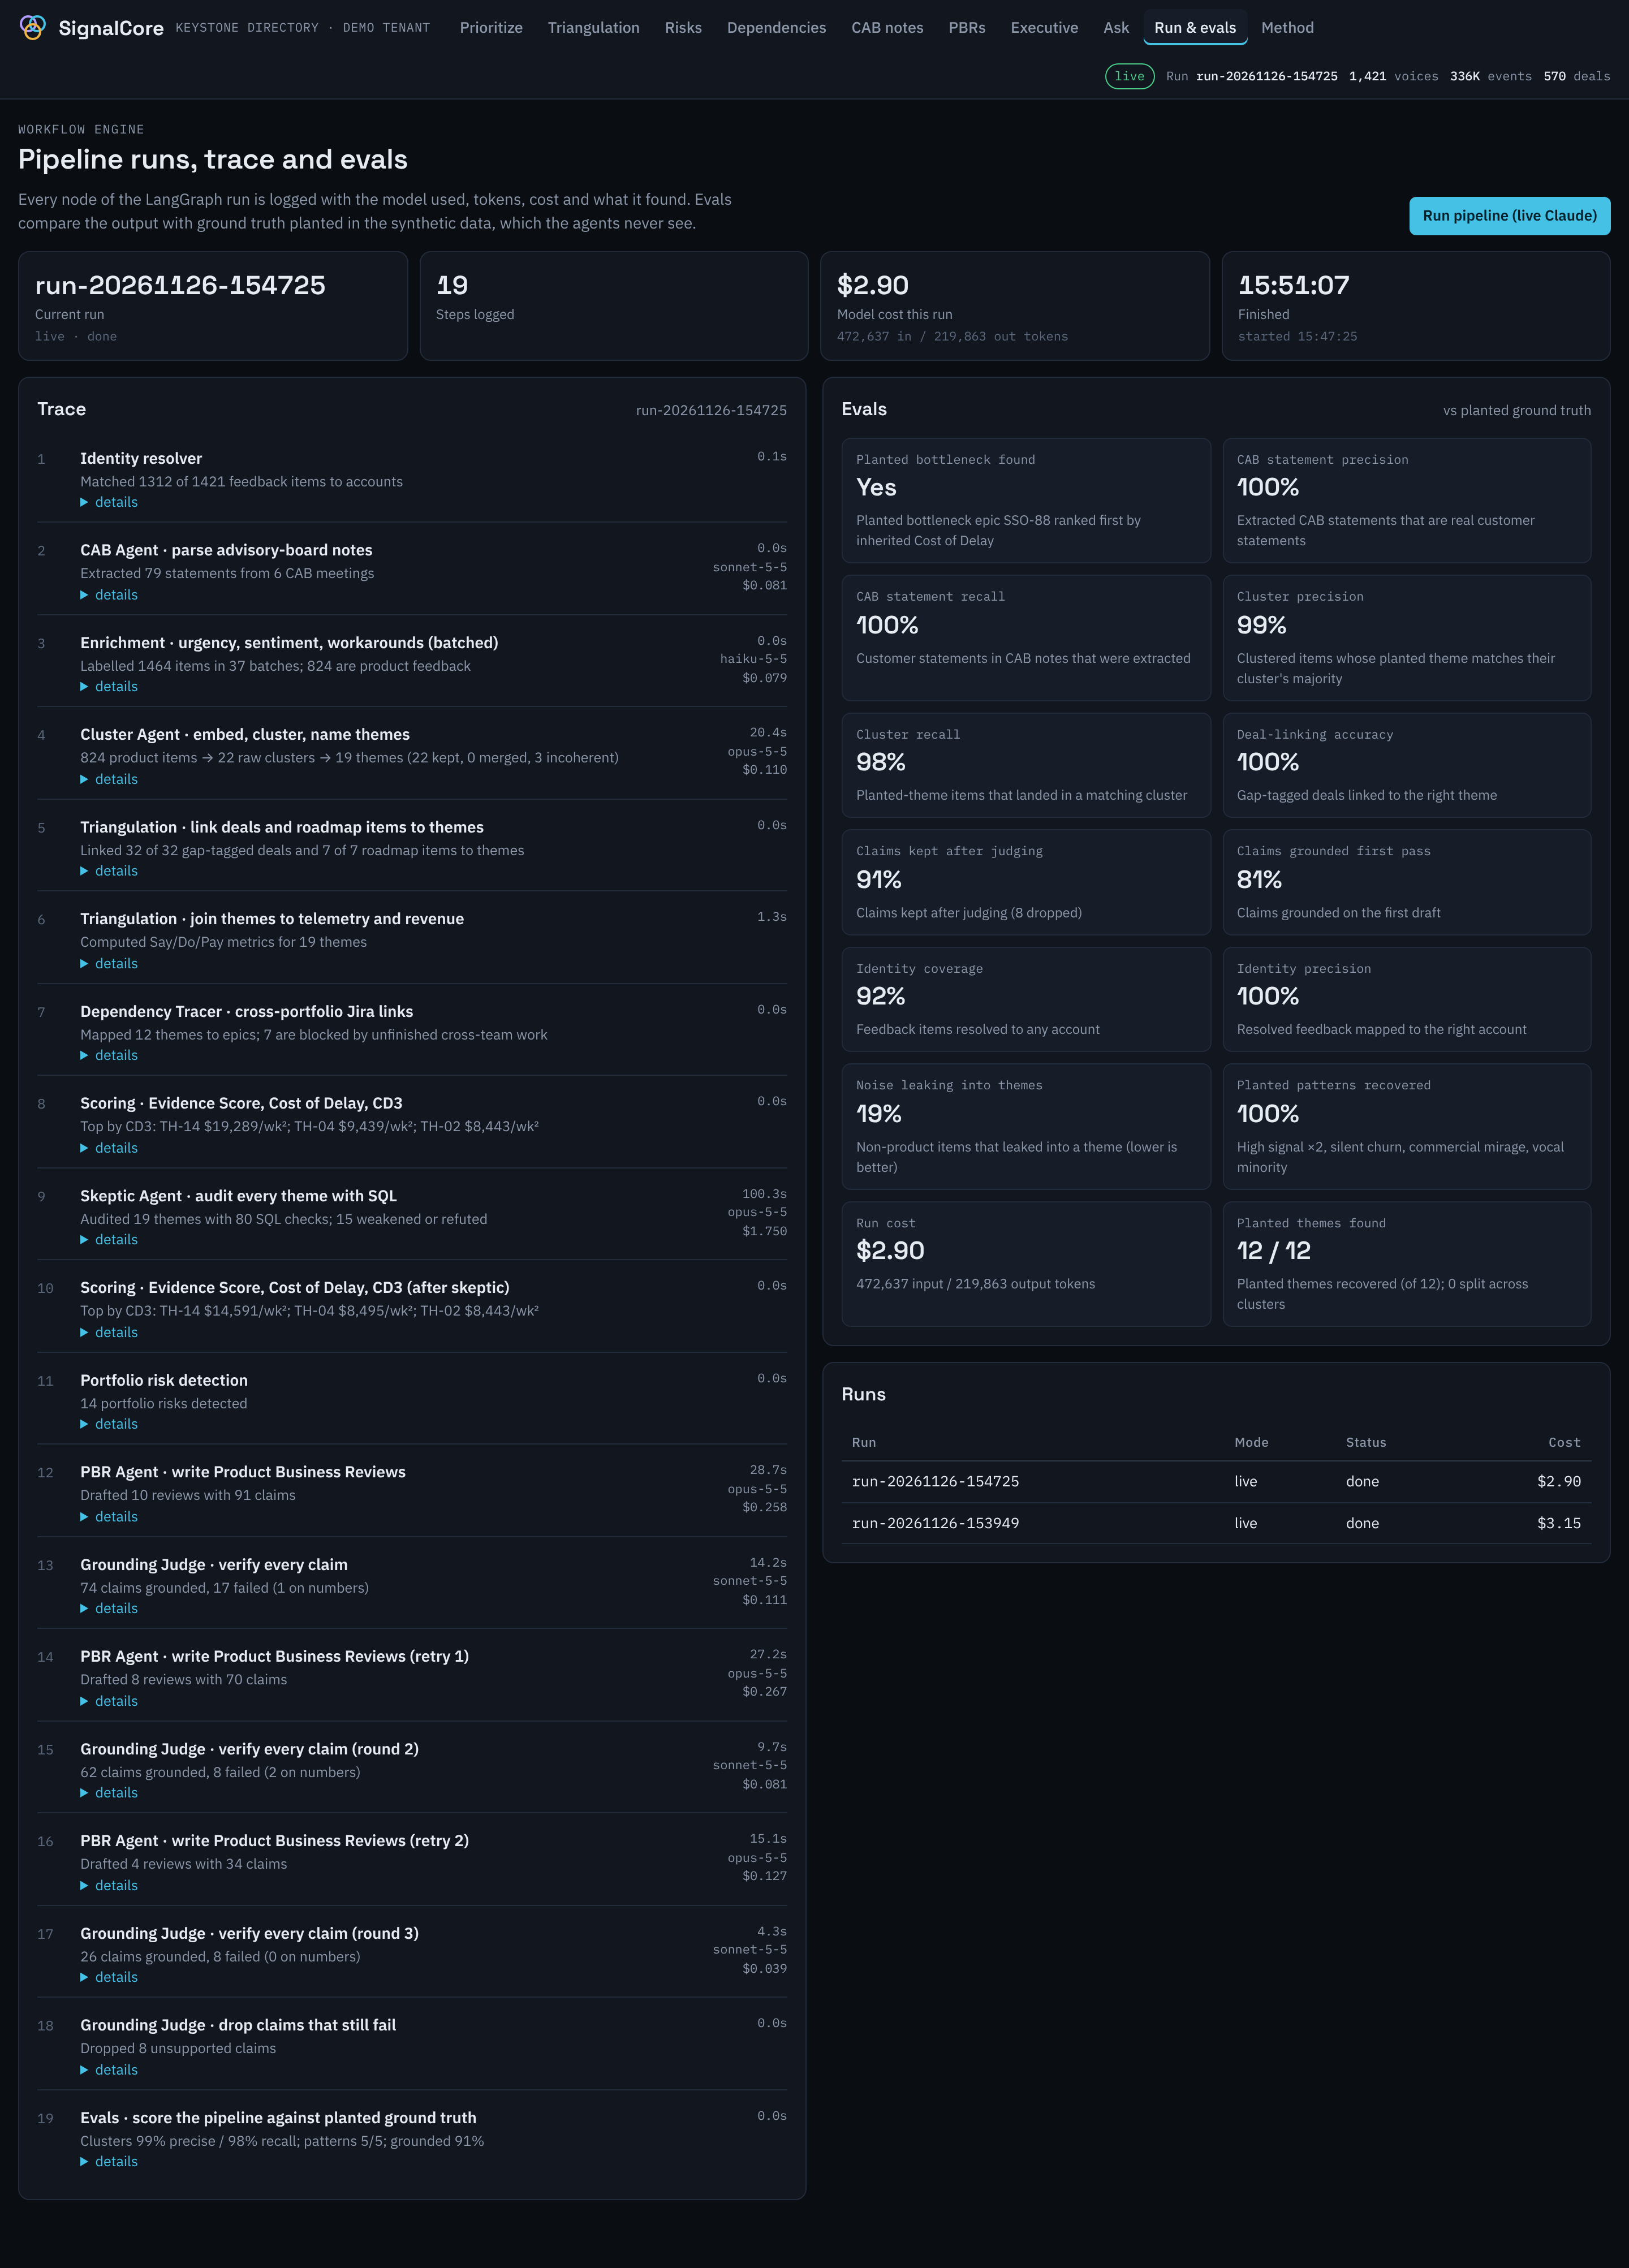 SignalCore
KEYSTONE DIRECTORY · DEMO TENANT
Prioritize
Triangulation
Risks
Dependencies
CAB notes
PBRs
Executive
Ask
Run & evals
Method
live
Run run-20261126-154725 1,421 voices 336K events 570 deals
WORKFLOW ENGINE
Pipeline runs, trace and evals
Every node of the LangGraph run is logged with the model used, tokens, cost and what it found. Evals
compare the output with ground truth planted in the synthetic data, which the agents never see.
Run pipeline (live Claude)
run-20261126-154725
Current run
live · done
19
Steps logged
$2.90
Model cost this run
472,637 in / 219,863 out tokens
15:51:07
Finished
started 15:47:25
Trace
run-20261126-154725
1
Identity resolver
0.1s
Matched 1312 of 1421 feedback items to accounts
▶ details
2
CAB Agent · parse advisory-board notes
0.0s
sonnet-5-5
$0.081
Extracted 79 statements from 6 CAB meetings
▶ details
3
Enrichment · urgency, sentiment, workarounds (batched)
0.0s
haiku-5-5
$0.079
Labelled 1464 items in 37 batches; 824 are product feedback
▶ details
4
Cluster Agent · embed, cluster, name themes
20.4s
opus-5-5
$0.110
824 product items → 22 raw clusters → 19 themes (22 kept, 0 merged, 3 incoherent)
▶ details
5
Triangulation · link deals and roadmap items to themes
0.0s
Linked 32 of 32 gap-tagged deals and 7 of 7 roadmap items to themes
▶ details
6
Triangulation · join themes to telemetry and revenue
1.3s
Computed Say/Do/Pay metrics for 19 themes
▶ details
7
Dependency Tracer · cross-portfolio Jira links
0.0s
Mapped 12 themes to epics; 7 are blocked by unfinished cross-team work
▶ details
8
Scoring · Evidence Score, Cost of Delay, CD3
0.0s
Top by CD3: TH-14 $19,289/wk²; TH-04 $9,439/wk²; TH-02 $8,443/wk²
▶ details
9
Skeptic Agent · audit every theme with SQL
100.3s
opus-5-5
$1.750
Audited 19 themes with 80 SQL checks; 15 weakened or refuted
▶ details
10
Scoring · Evidence Score, Cost of Delay, CD3 (after skeptic)
0.0s
Top by CD3: TH-14 $14,591/wk²; TH-04 $8,495/wk²; TH-02 $8,443/wk²
▶ details
11
Portfolio risk detection
0.0s
14 portfolio risks detected
▶ details
12
PBR Agent · write Product Business Reviews
28.7s
opus-5-5
$0.258
Drafted 10 reviews with 91 claims
▶ details
13
Grounding Judge · verify every claim
14.2s
sonnet-5-5
$0.111
74 claims grounded, 17 failed (1 on numbers)
▶ details
14
PBR Agent · write Product Business Reviews (retry 1)
27.2s
opus-5-5
$0.267
Drafted 8 reviews with 70 claims
▶ details
15
Grounding Judge · verify every claim (round 2)
9.7s
sonnet-5-5
$0.081
62 claims grounded, 8 failed (2 on numbers)
▶ details
16
PBR Agent · write Product Business Reviews (retry 2)
15.1s
opus-5-5
$0.127
Drafted 4 reviews with 34 claims
▶ details
17
Grounding Judge · verify every claim (round 3)
4.3s
sonnet-5-5
$0.039
26 claims grounded, 8 failed (0 on numbers)
▶ details
18
Grounding Judge · drop claims that still fail
0.0s
Dropped 8 unsupported claims
▶ details
19
Evals · score the pipeline against planted ground truth
0.0s
Clusters 99% precise / 98% recall; patterns 5/5; grounded 91%
▶ details
Evals
vs planted ground truth
Planted bottleneck found
Yes
Planted bottleneck epic SSO-88 ranked first by
inherited Cost of Delay
CAB statement precision
100%
Extracted CAB statements that are real customer
statements
CAB statement recall
100%
Customer statements in CAB notes that were extracted
Cluster precision
99%
Clustered items whose planted theme matches their
cluster's majority
Cluster recall
98%
Planted-theme items that landed in a matching cluster
Deal-linking accuracy
100%
Gap-tagged deals linked to the right theme
Claims kept after judging
91%
Claims kept after judging (8 dropped)
Claims grounded first pass
81%
Claims grounded on the first draft
Identity coverage
92%
Feedback items resolved to any account
Identity precision
100%
Resolved feedback mapped to the right account
Noise leaking into themes
19%
Non-product items that leaked into a theme (lower is
better)
Planted patterns recovered
100%
High signal ×2, silent churn, commercial mirage, vocal
minority
Run cost
$2.90
472,637 input / 219,863 output tokens
Planted themes found
12 / 12
Planted themes recovered (of 12); 0 split across
clusters
Runs
Run Mode Status Cost
run-20261126-154725 live done $2.90
run-20261126-153949 live done $3.15